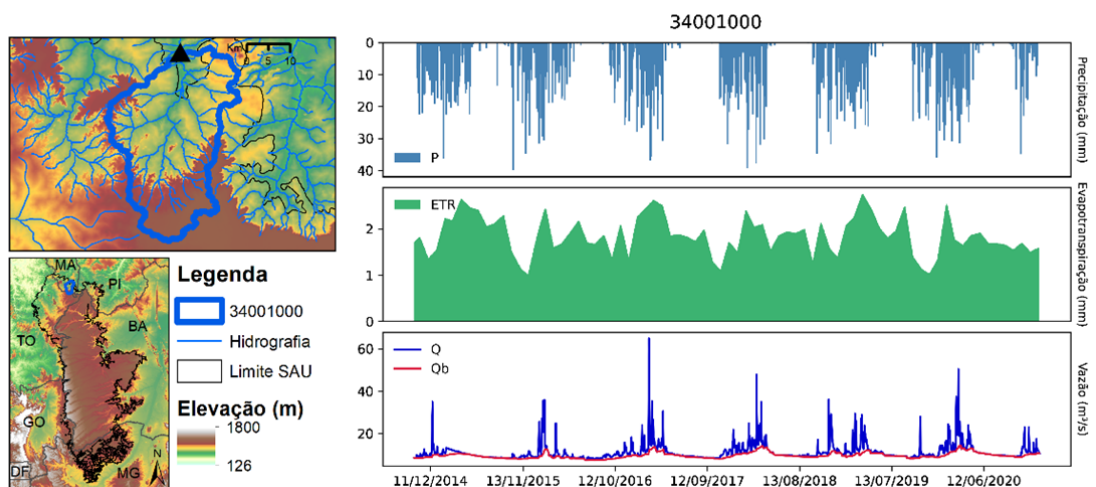 34001000
Km
0 5 10
MA
PI
TO
BA
GO
DF
MG
N
Legenda
34001000
Hidrografia
Limite SAU
Elevação (m)
1800
126
0
10
20
30
40
P
Precipitação (mm)
2
1
0
ETR
Evapotranspiração (mm)
60
40
20
Q
Qb
Vazão (m³/s)
11/12/2014 13/11/2015 12/10/2016 12/09/2017 13/08/2018 13/07/2019 12/06/2020